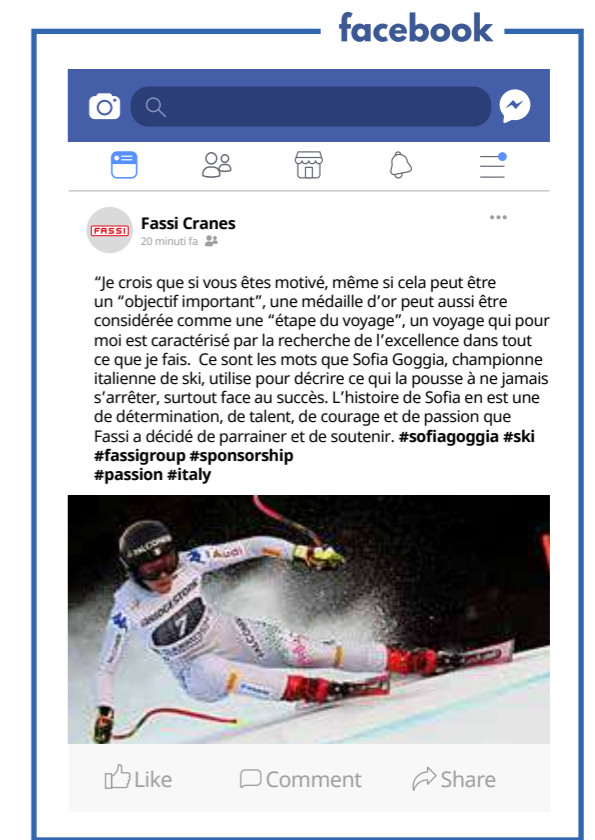 facebook
FASSI
Fassi Cranes
20 minuti fa
“Je crois que si vous êtes motivé, même si cela peut être
un “objectif important”, une médaille d’or peut aussi être
considérée comme une “étape du voyage”, un voyage qui pour
moi est caractérisé par la recherche de l’excellence dans tout
ce que je fais.  Ce sont les mots que Sofia Goggia, championne
italienne de ski, utilise pour décrire ce qui la pousse à ne jamais
s’arrêter, surtout face au succès. L’histoire de Sofia en est une
de détermination, de talent, de courage et de passion que
Fassi a décidé de parrainer et de soutenir. #sofiagoggia #ski
#fassigroup #sponsorship
#passion #italy
Audi
BRIDGESTONE
7
Like
Comment
Share